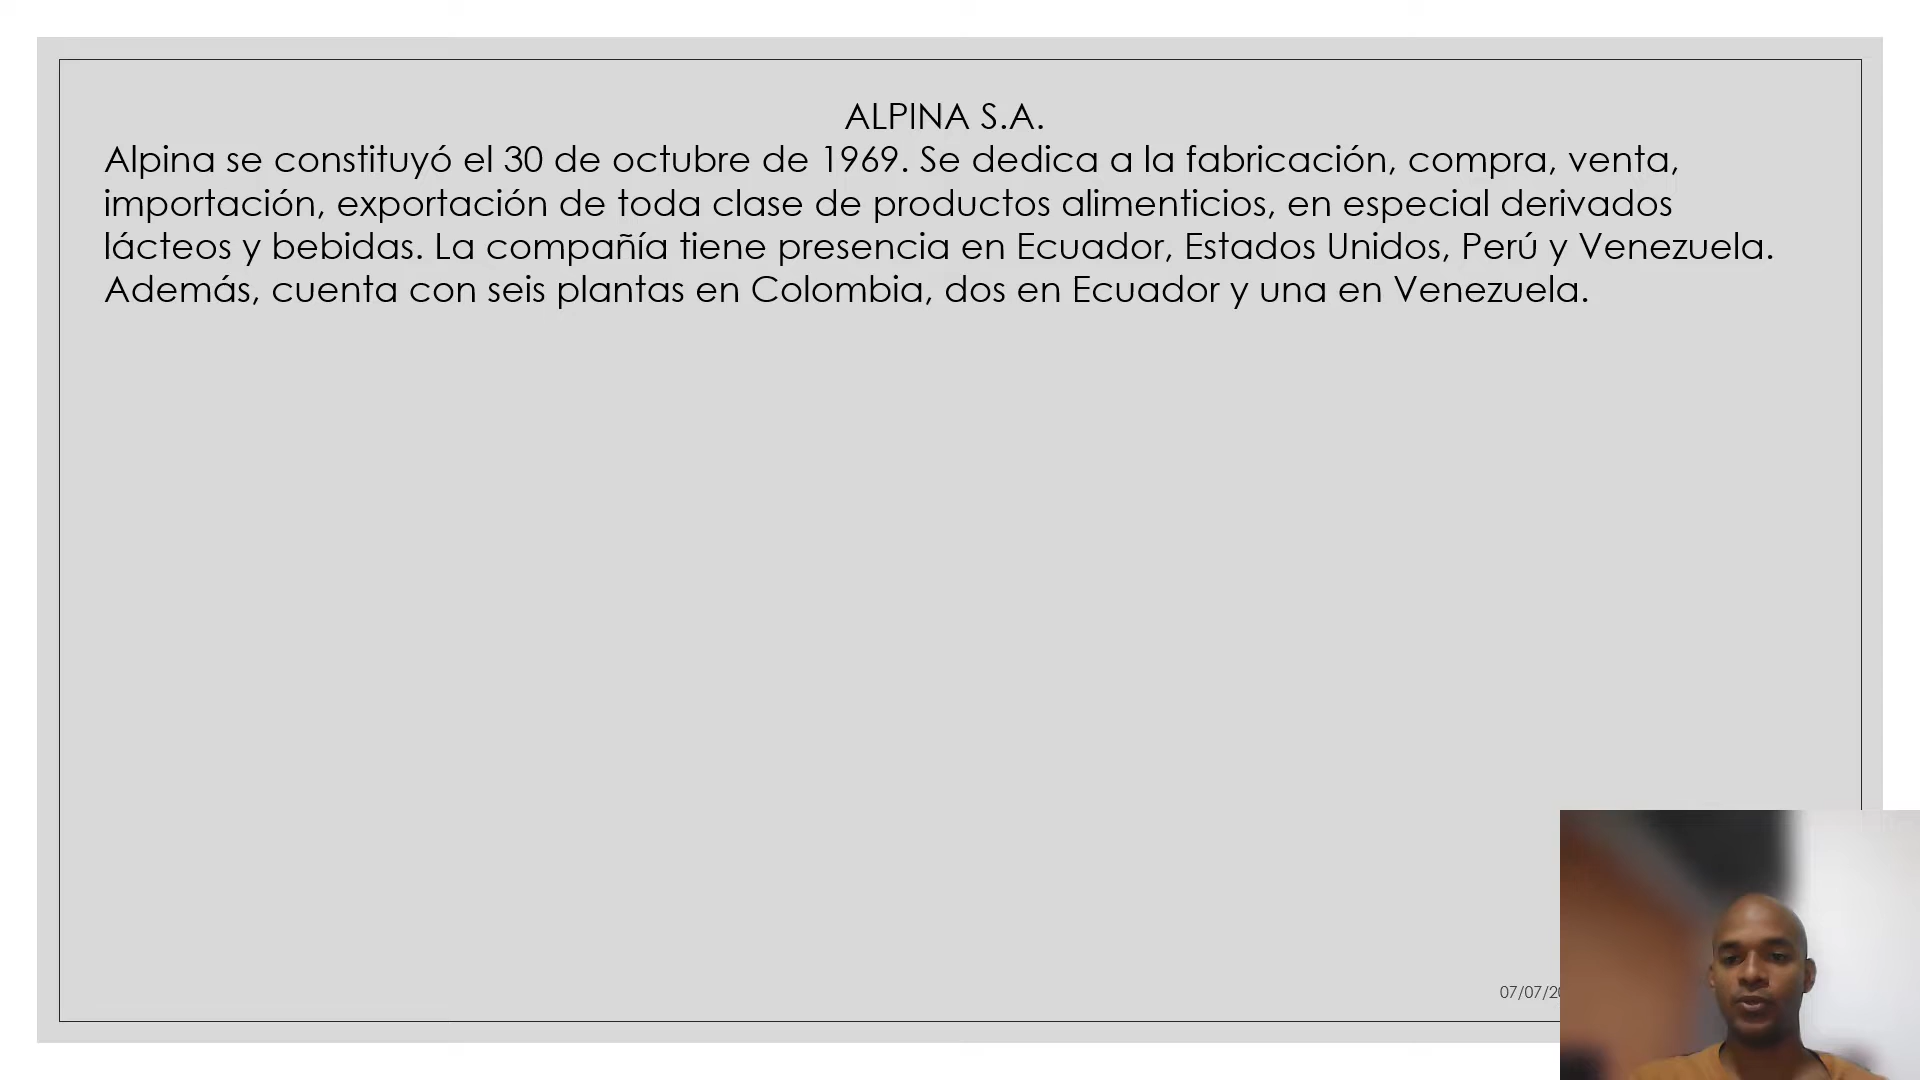 ALPINA S.A.
Alpina se constituyó el 30 de octubre de 1969. Se dedica a la fabricación, compra, venta,
importación, exportación de toda clase de productos alimenticios, en especial derivados
lácteos y bebidas. La compañía tiene presencia en Ecuador, Estados Unidos, Perú y Venezuela.
Además, cuenta con seis plantas en Colombia, dos en Ecuador y una en Venezuela.